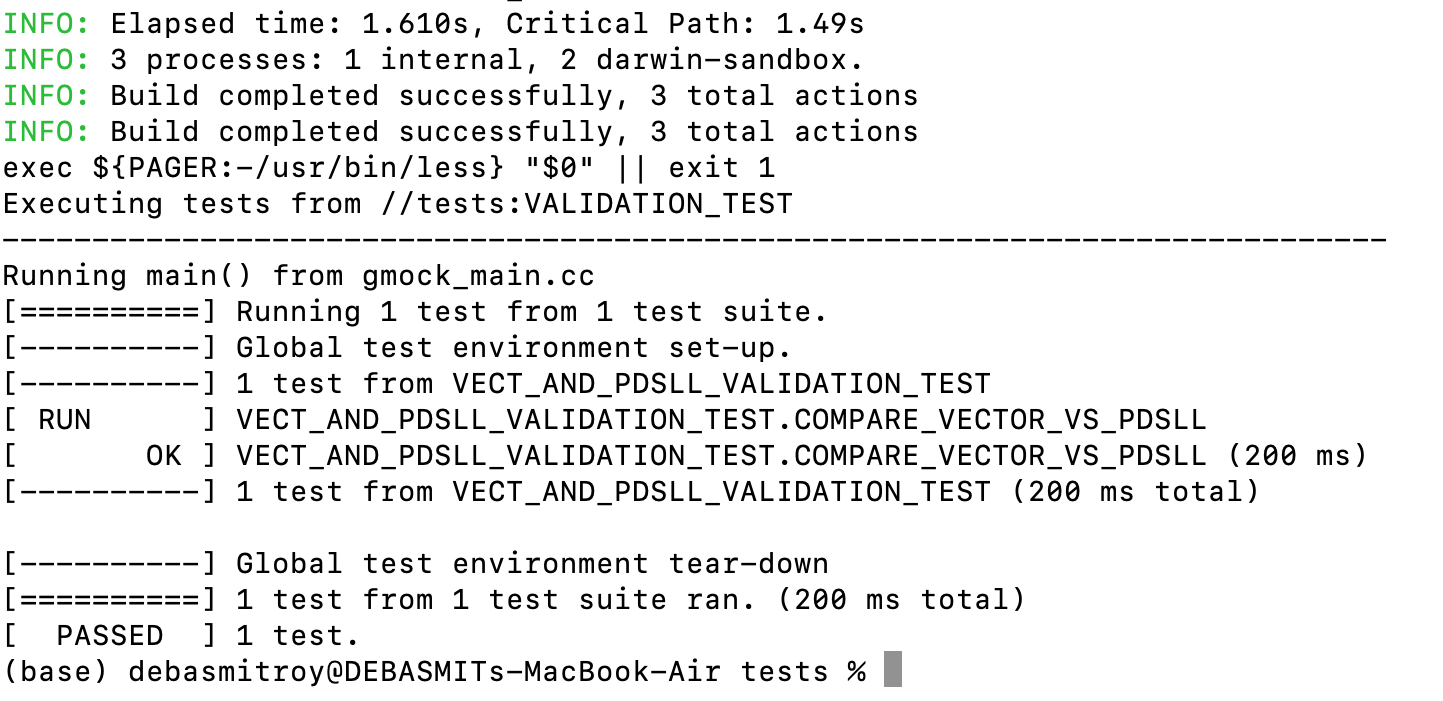 INFO: Elapsed time: 1.610s, Critical Path: 1.49s
INFO: 3 processes: 1 internal, 2 darwin-sandbox.
INFO: Build completed successfully, 3 total actions
INFO: Build completed successfully, 3 total actions
exec ${PAGER:-/usr/bin/less} "$0" || exit 1
Executing tests from //tests:VALIDATION_TEST
-----------------------------------------------------------------------------
Running main() from gmock_main.cc
[==========] Running 1 test from 1 test suite.
[----------] Global test environment set-up.
[----------] 1 test from VECT_AND_PDSLL_VALIDATION_TEST
[ RUN      ] VECT_AND_PDSLL_VALIDATION_TEST.COMPARE_VECTOR_VS_PDSLL
[       OK ] VECT_AND_PDSLL_VALIDATION_TEST.COMPARE_VECTOR_VS_PDSLL (200 ms)
[----------] 1 test from VECT_AND_PDSLL_VALIDATION_TEST (200 ms total)
[----------] Global test environment tear-down
[==========] 1 test from 1 test suite ran. (200 ms total)
[  PASSED  ] 1 test.
(base) debasmitroy@DEBASMITs-MacBook-Air tests %